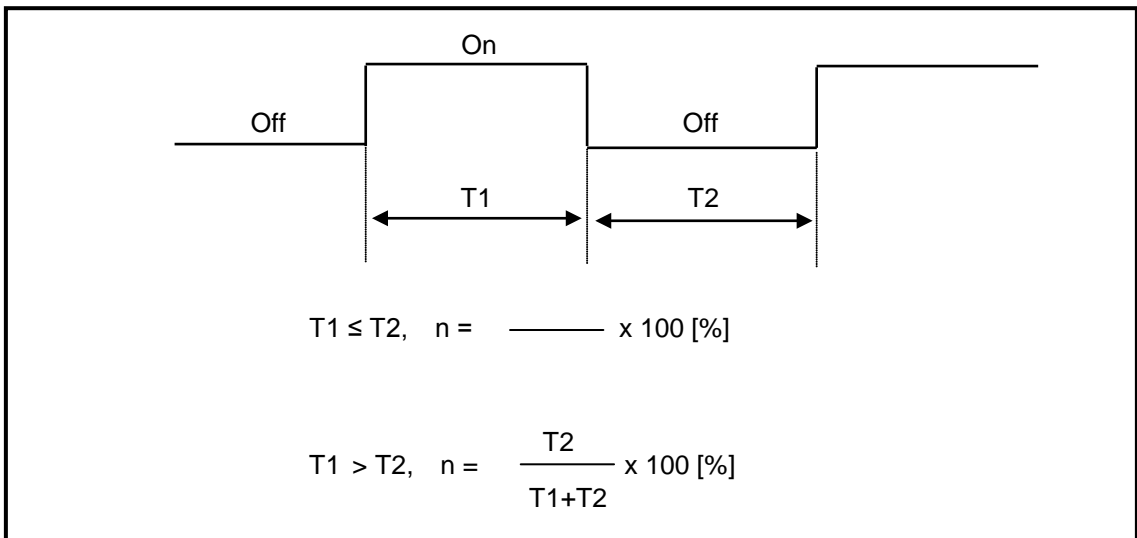 On
Off
Off
T1
T2
T1 ≤ T2, n = ——— x 100 [%]
T2
T1 > T2, n = ——— x 100 [%]
T1+T2